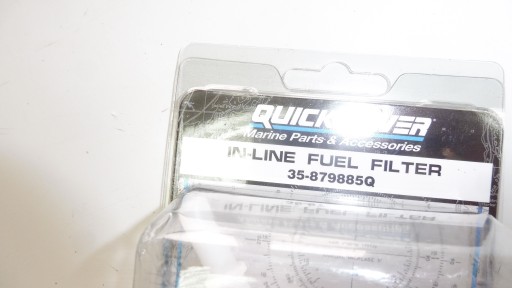 QUICKSILVER
Marine Parts & Accessories
IN-LINE FUEL FILTER
35-879885Q